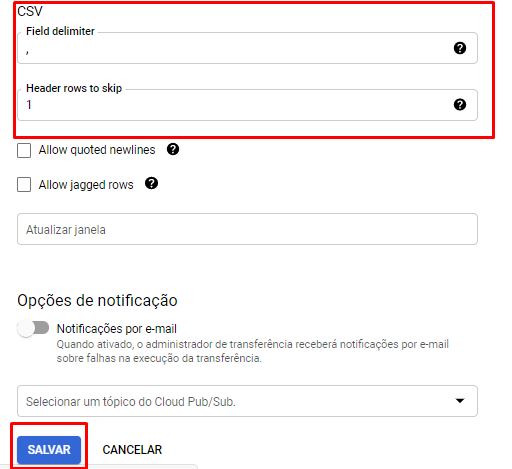 CSV
Field delimiter
,
Header rows to skip
1
Allow quoted newlines
Allow jagged rows
Atualizar janela
Opções de notificação
Notificações por e-mail
Quando ativado, o administrador de transferência receberá notificações por e-mail
sobre falhas na execução da transferência.
Selecionar um tópico do Cloud Pub/Sub.
SALVAR CANCELAR